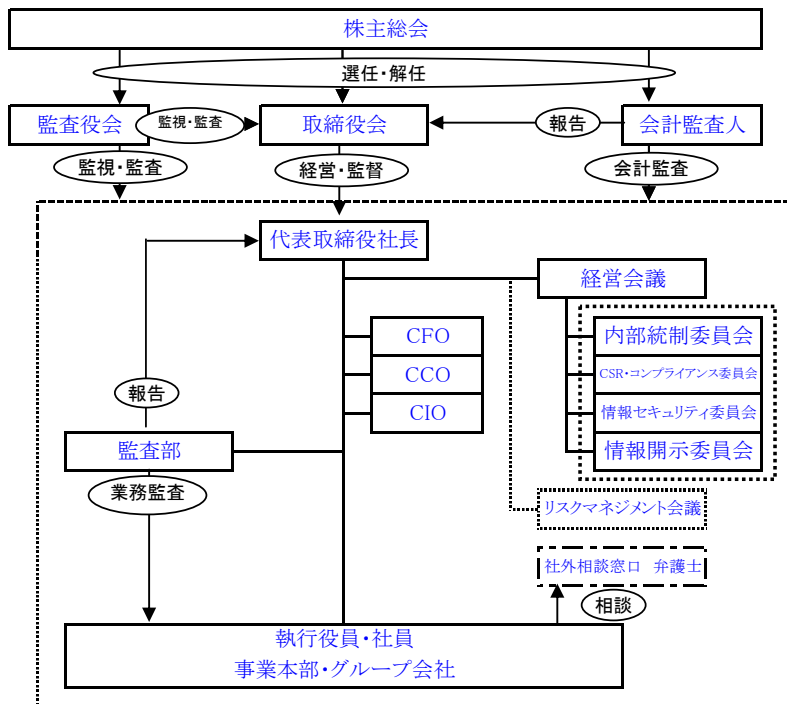 株主総会
選任・解任
監査役会
監視・監査
取締役会
報告
会計監査人
監視・監査
経営・監督
会計監査
代表取締役社長
経営会議
CFO
CCO
CIO
内部統制委員会
CSR・コンプライアンス委員会
情報セキュリティ委員会
情報開示委員会
報告
監査部
業務監査
リスクマネジメント会議
社外相談窓口 弁護士
相談
執行役員・社員
事業本部・グループ会社